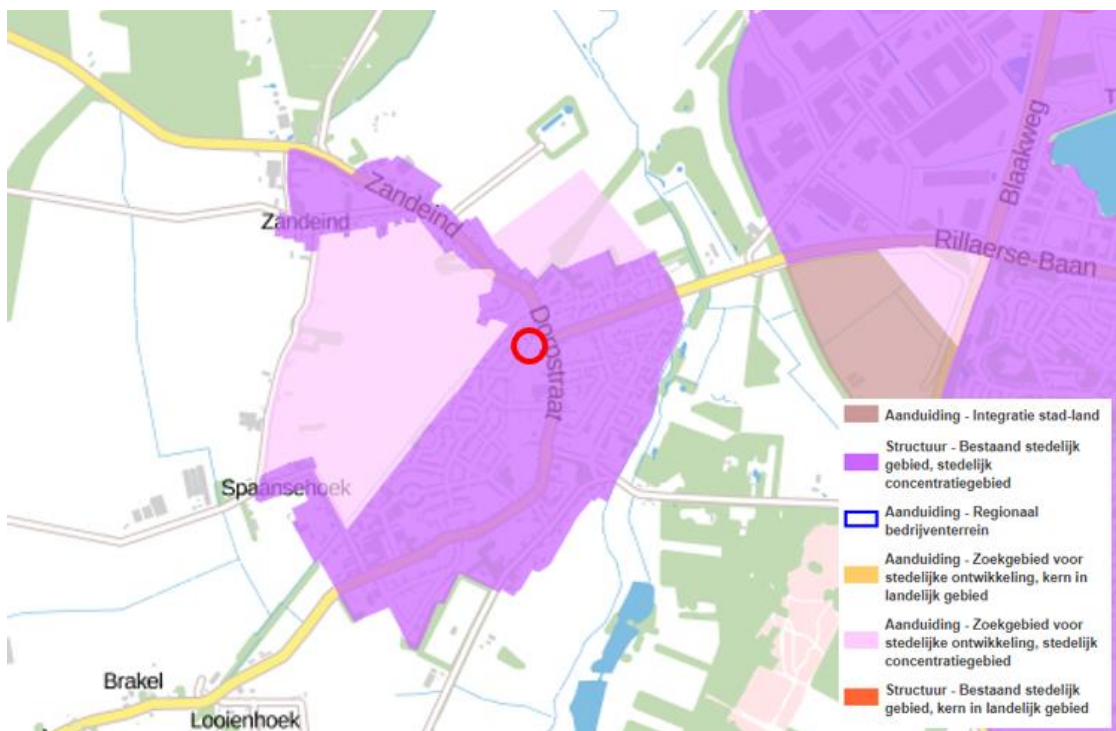 Zandeind
Zandeind
Blaakweg
Rillaerse-Baan
Dorpstraat
Spaansehoek
Brakel
Looienhoek
T
Aanduiding - Integratie stad-land
Structuur - Bestaand stedelijk
gebied, stedelijk
concentratiegebied
Aanduiding - Regionaal
bedrijventerrein
Aanduiding - Zoekgebied voor
stedelijke ontwikkeling, kern in
landelijk gebied
Aanduiding - Zoekgebied voor
stedelijke ontwikkeling, stedelijk
concentratiegebied
Structuur - Bestaand stedelijk
gebied, kern in landelijk gebied